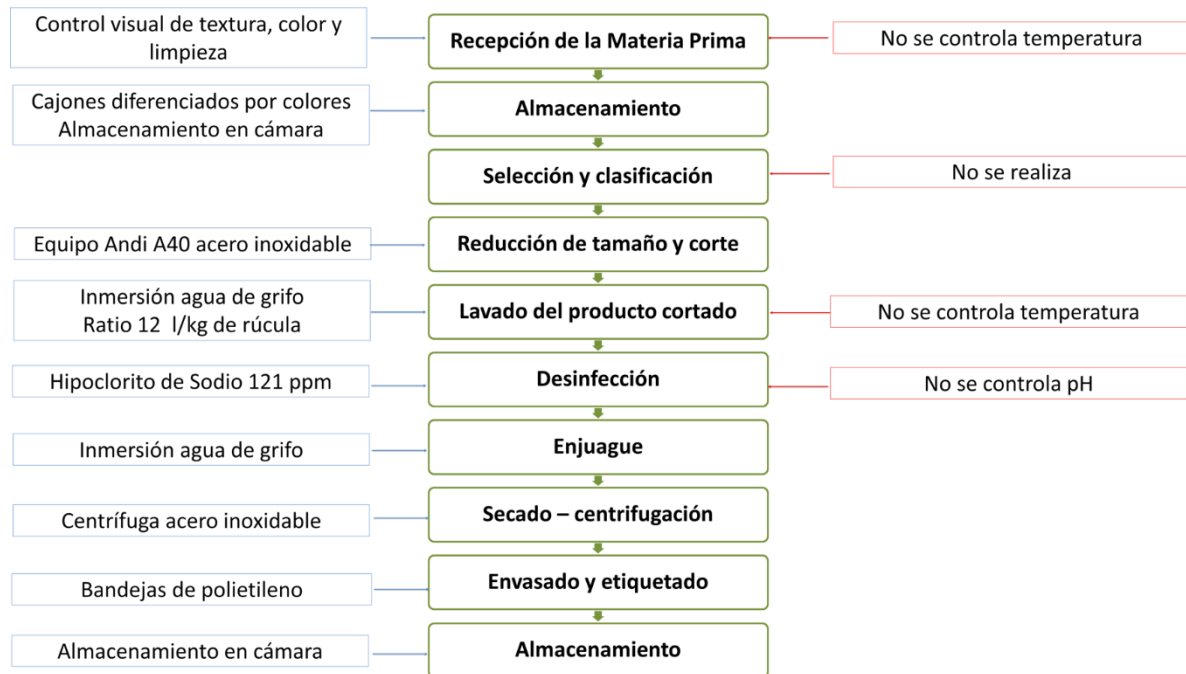 Control visual de textura, color y
limpieza
Recepción de la Materia Prima
No se controla temperatura
Cajones diferenciados por colores
Almacenamiento en cámara
Almacenamiento
Selección y clasificación
No se realiza
Equipo Andi A40 acero inoxidable
Reducción de tamaño y corte
Inmersión agua de grifo
Ratio 12 l/kg de rúcula
Lavado del producto cortado
No se controla temperatura
Hipoclorito de Sodio 121 ppm
Desinfección
No se controla pH
Inmersión agua de grifo
Enjuague
Centrífuga acero inoxidable
Secado – centrifugación
Bandejas de polietileno
Envasado y etiquetado
Almacenamiento en cámara
Almacenamiento